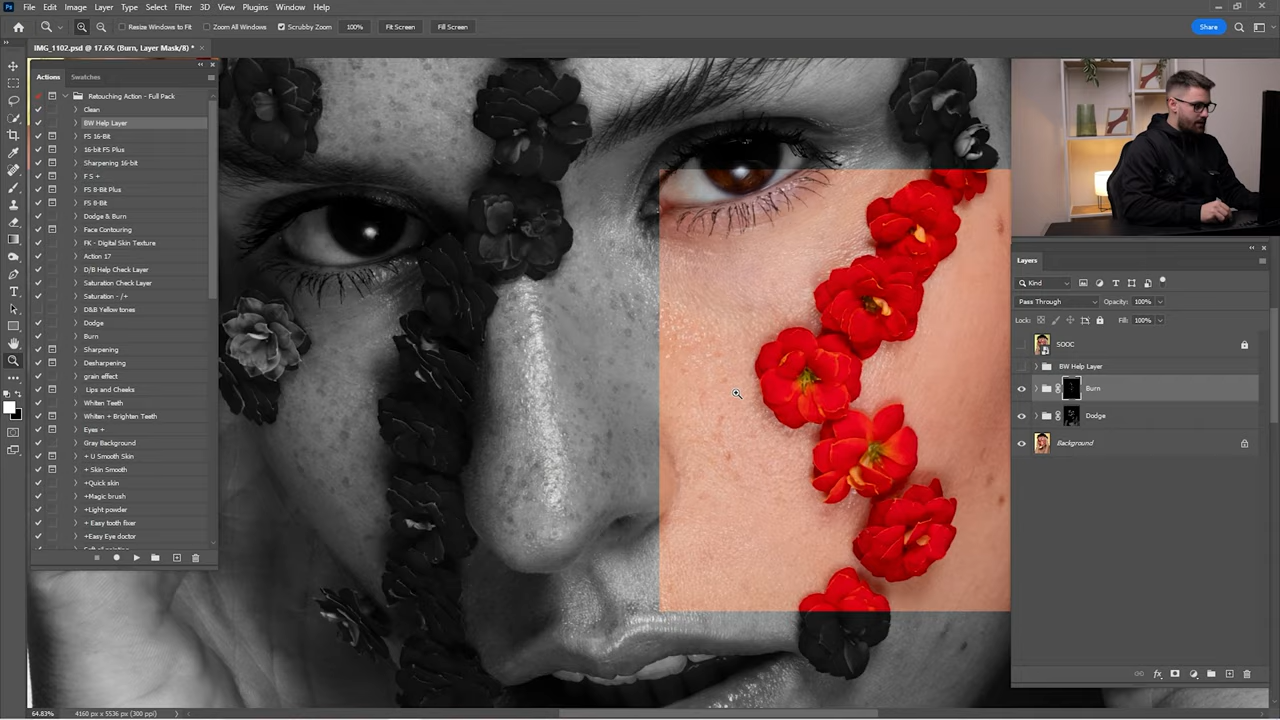 File Edit Image Layer Type Select Filter 3D View Plugins Window Help
Resize Windows to Fit Zoom All Windows Scrubby Zoom 100% Fit Screen Fill Screen Share
IMG_1102.psd @ 17.6% (Burn, Layer Mask/8) *
Actions Swatches
Retouching Action - Full Pack
Clean
BW Help Layer
FS 16-Bit
16-bit FS Plus
Sharpening 16-bit
F S +
FS 8-Bit Plus
FS 8-Bit
Dodge & Burn
Face Contouring
FK - Digital Skin Texture
Action 17
D/B Help Check Layer
Saturation Check Layer
Saturation - /+
D&B Yellow tones
Dodge
Burn
Sharpening
Desharpening
grain effect
Lips and Cheeks
Whiten Teeth
Whiten + Brighten Teeth
Eyes +
Gray Background
+ U Smooth Skin
+ Skin Smooth
+Quick skin
+Magic brush
+Light powder
+ Easy tooth fixer
+Easy Eye doctor
Layers
Kind
Pass Through Opacity: 100%
Lock: Fill: 100%
SOOC
BW Help Layer
Burn
Dodge
Background
64.83% 4160 px x 5536 px (300 ppi)